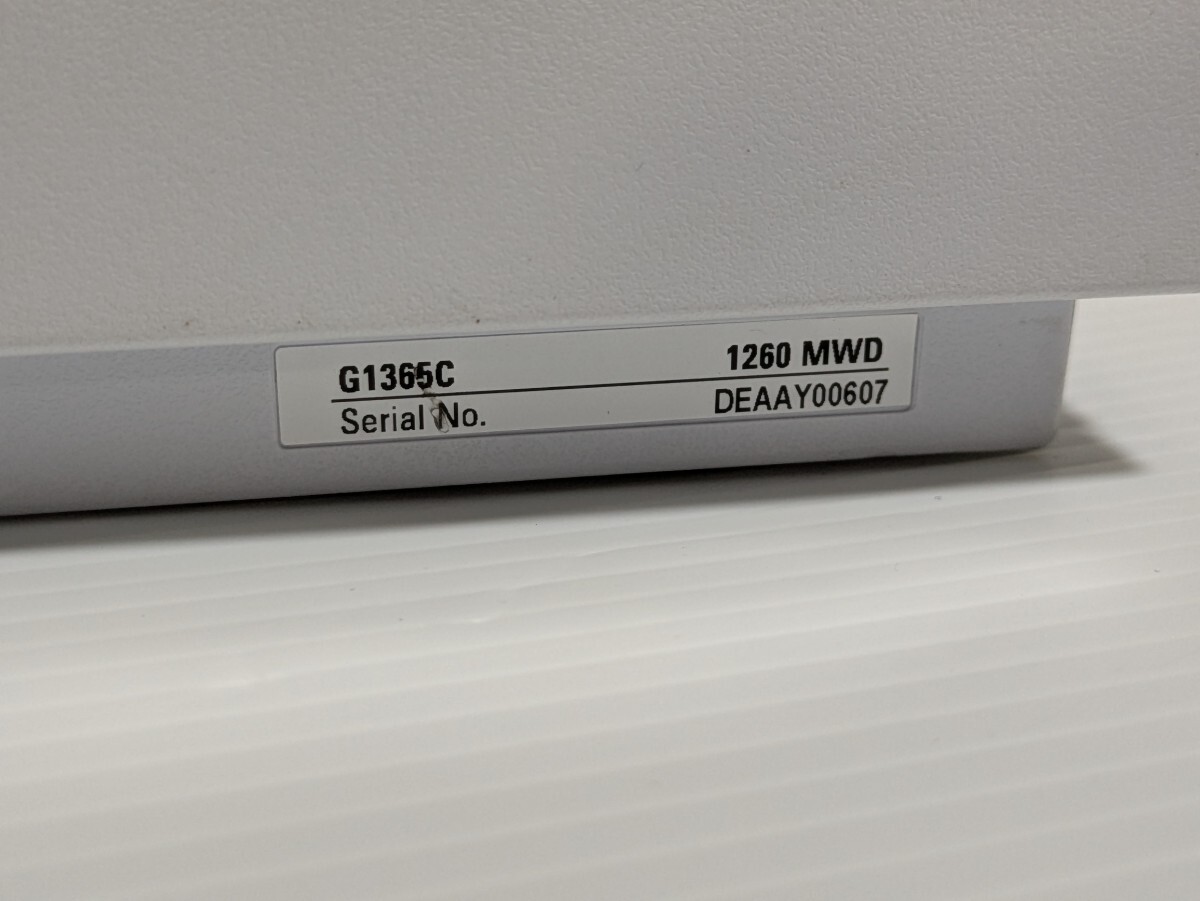 G1365C 1260 MWD
Serial No. DEAAY00607